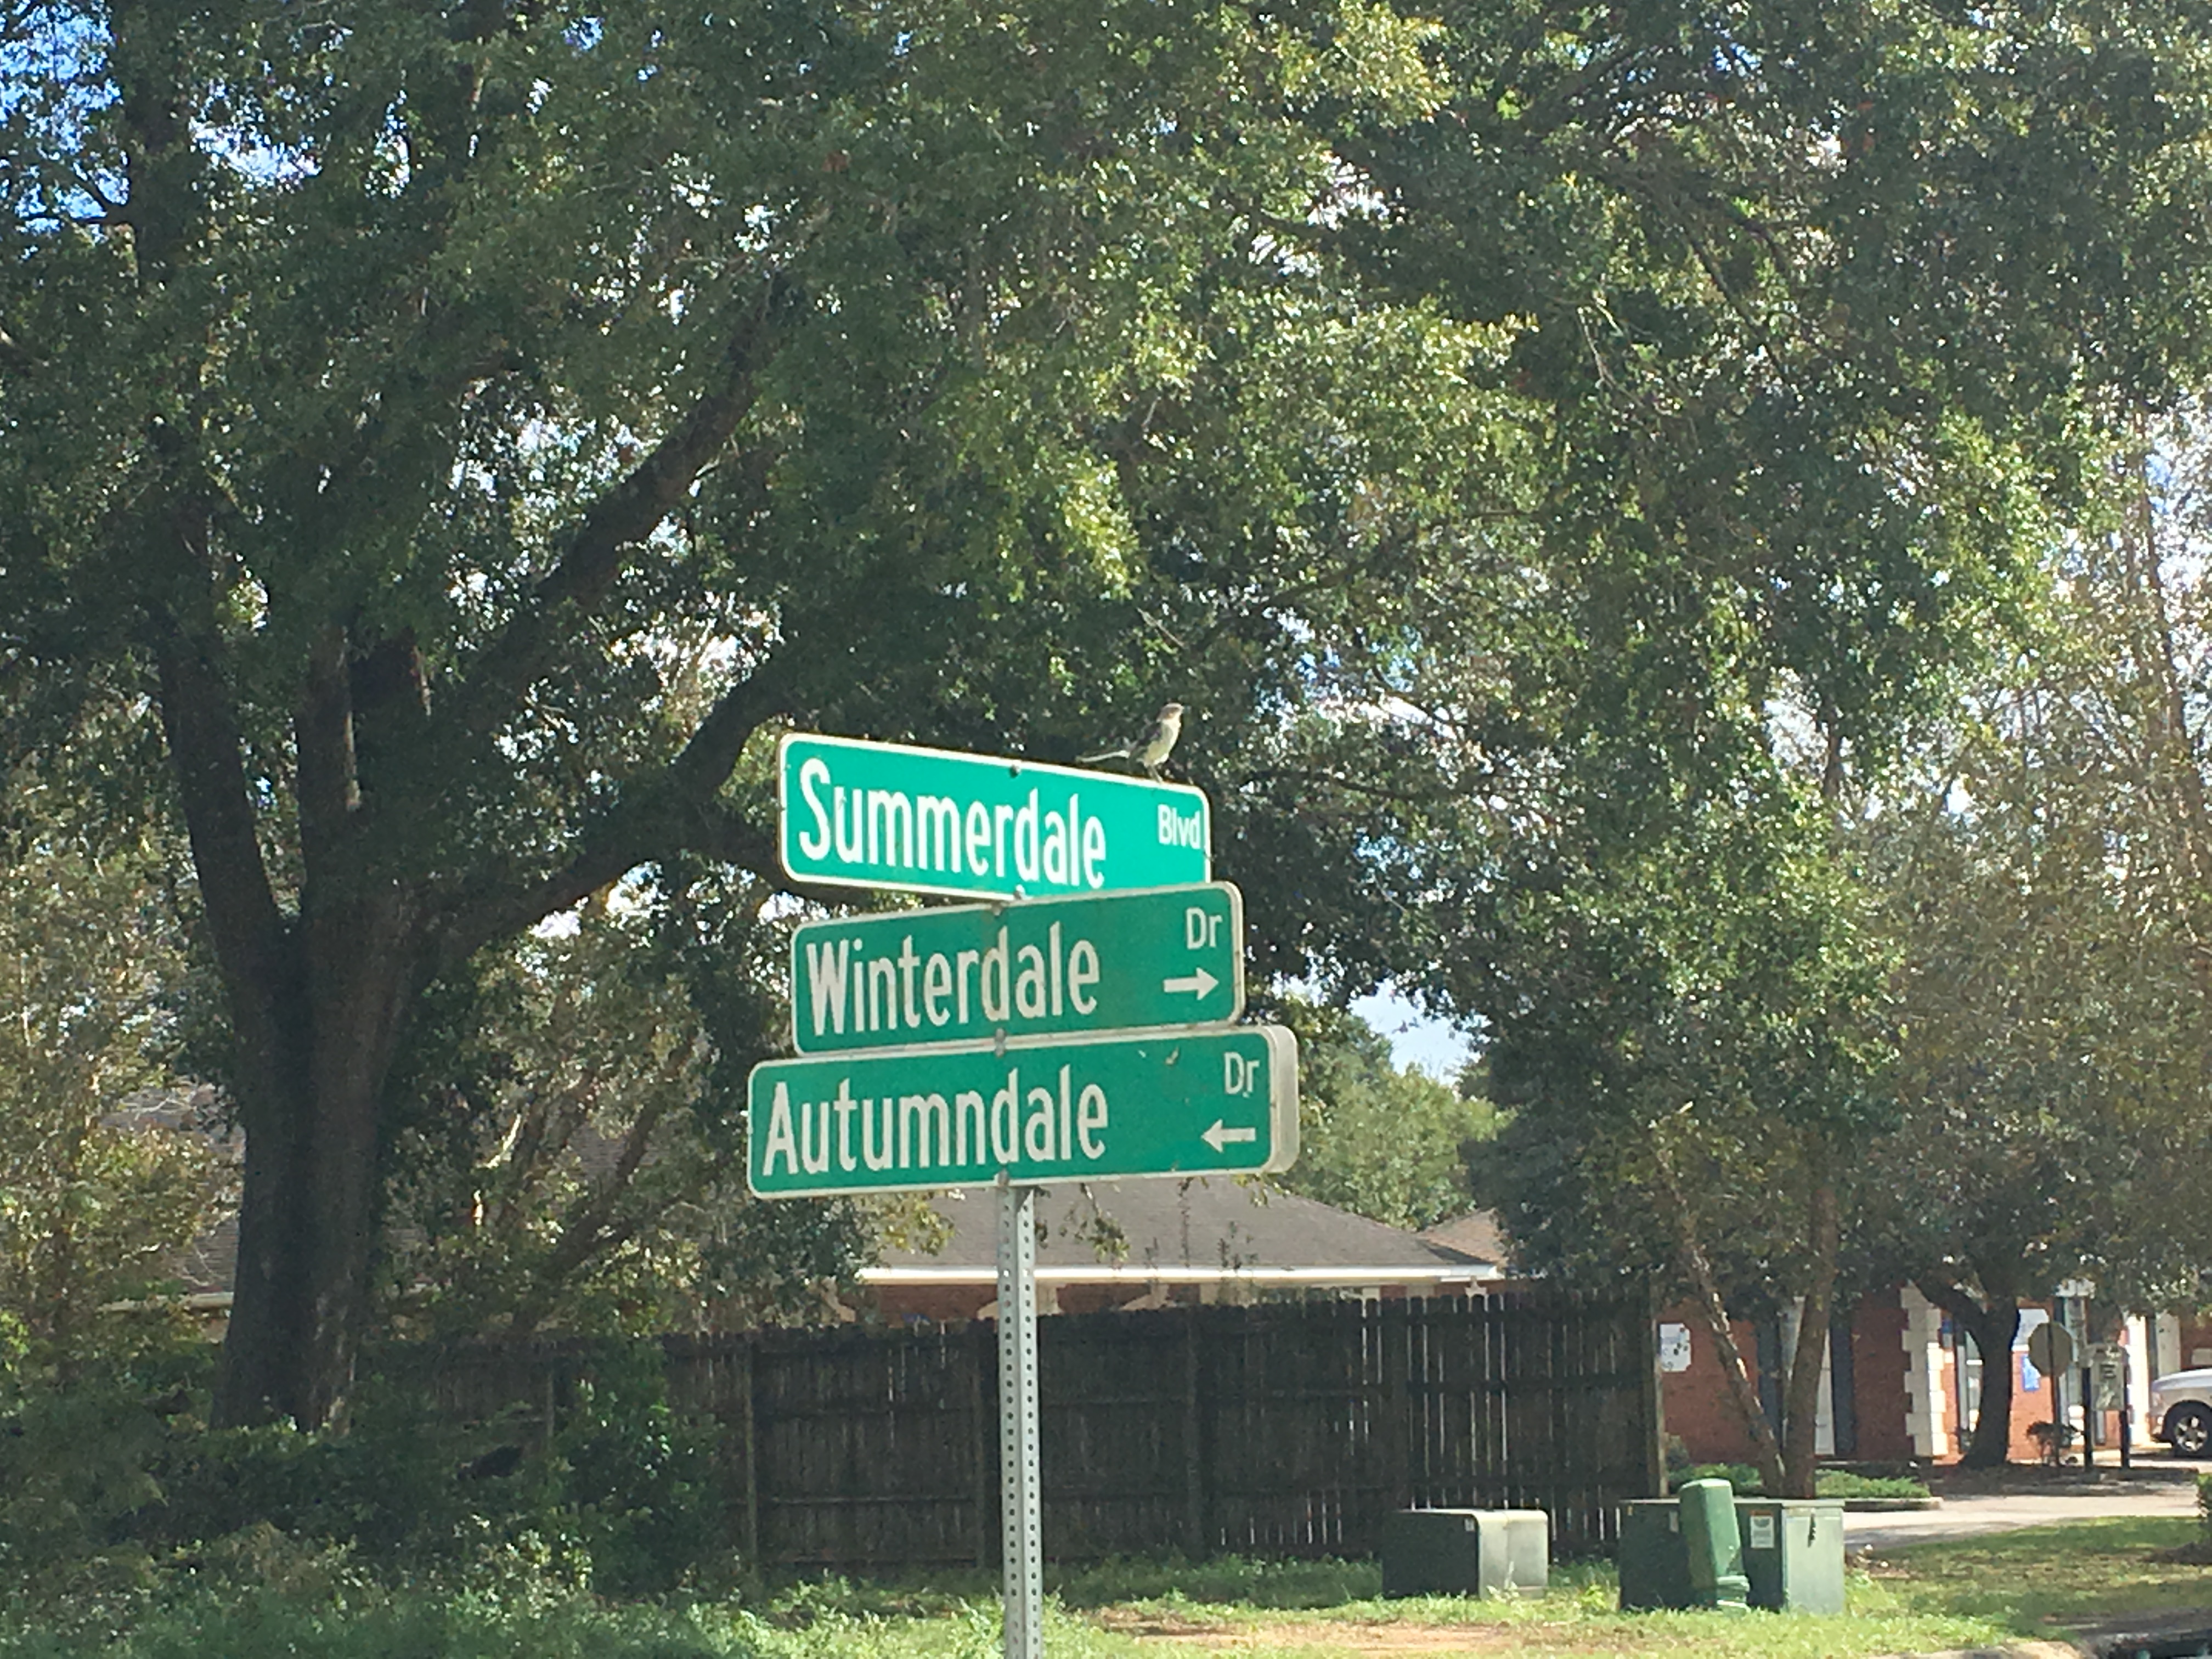 Summerdale Blvd
Winterdale Dr
→
Autumndale Dr
←